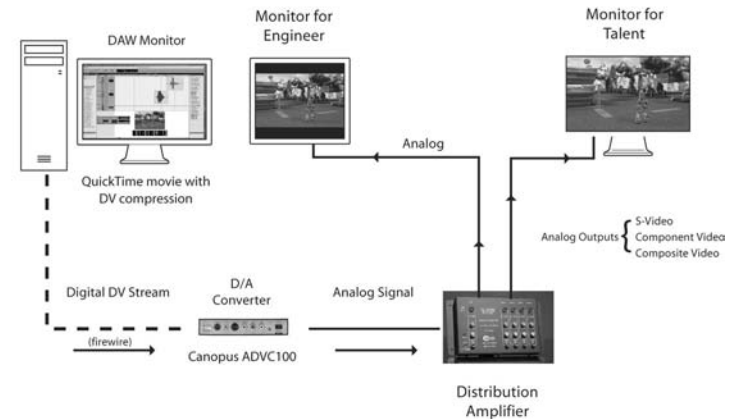 Monitor for
Engineer
Monitor for
Talent
DAW Monitor
Analog
QuickTime movie with
DV compression
Analog Outputs
S-Video
Component Video
Composite Video
Digital DV Stream
D/A
Converter
Analog Signal
(firewire)
Canopus ADVC100
Distribution
Amplifier